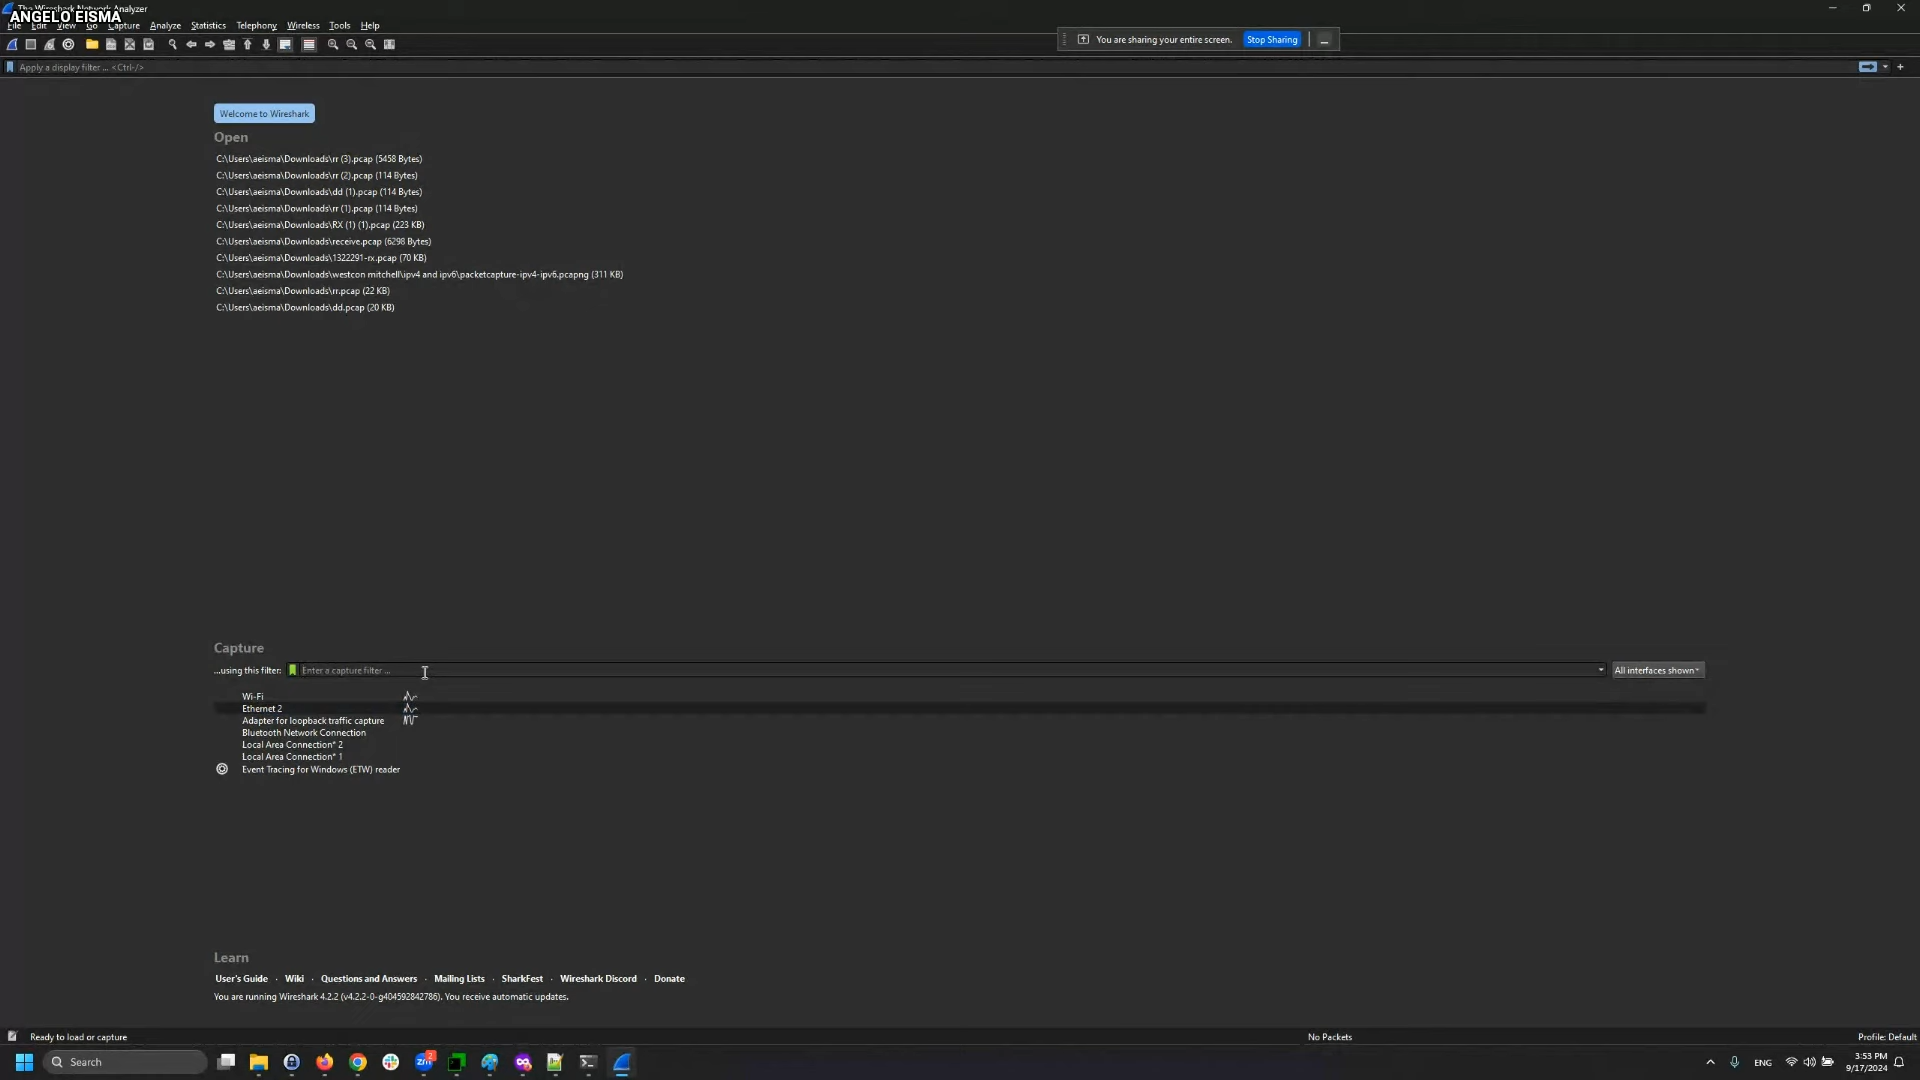 The Wireshark Network Analyzer
ANGELO EISMA
File Edit View Go Capture Analyze Statistics Telephony Wireless Tools Help
You are sharing your entire screen. Stop Sharing
Apply a display filter ... <Ctrl-/>
Welcome to Wireshark
Open
C:\Users\aeisma\Downloads\rr (3).pcap (5458 Bytes)
C:\Users\aeisma\Downloads\rr (2).pcap (114 Bytes)
C:\Users\aeisma\Downloads\dd (1).pcap (114 Bytes)
C:\Users\aeisma\Downloads\rr (1).pcap (114 Bytes)
C:\Users\aeisma\Downloads\RX (1) (1).pcap (223 KB)
C:\Users\aeisma\Downloads\receive.pcap (6298 Bytes)
C:\Users\aeisma\Downloads\1322291-rx.pcap (70 KB)
C:\Users\aeisma\Downloads\westcon mitchell\ipv4 and ipv6\packetcapture-ipv4-ipv6.pcapng (311 KB)
C:\Users\aeisma\Downloads\rr.pcap (22 KB)
C:\Users\aeisma\Downloads\dd.pcap (20 KB)
Capture
...using this filter: Enter a capture filter ... All interfaces shown
Wi-Fi
Ethernet 2
Adapter for loopback traffic capture
Bluetooth Network Connection
Local Area Connection* 2
Local Area Connection* 1
Event Tracing for Windows (ETW) reader
Learn
User's Guide · Wiki · Questions and Answers · Mailing Lists · SharkFest · Wireshark Discord · Donate
You are running Wireshark 4.2.2 (v4.2.2-0-g404592842786). You receive automatic updates.
Ready to load or capture No Packets Profile: Default
Search ENG 3:53 PM
9/17/2024